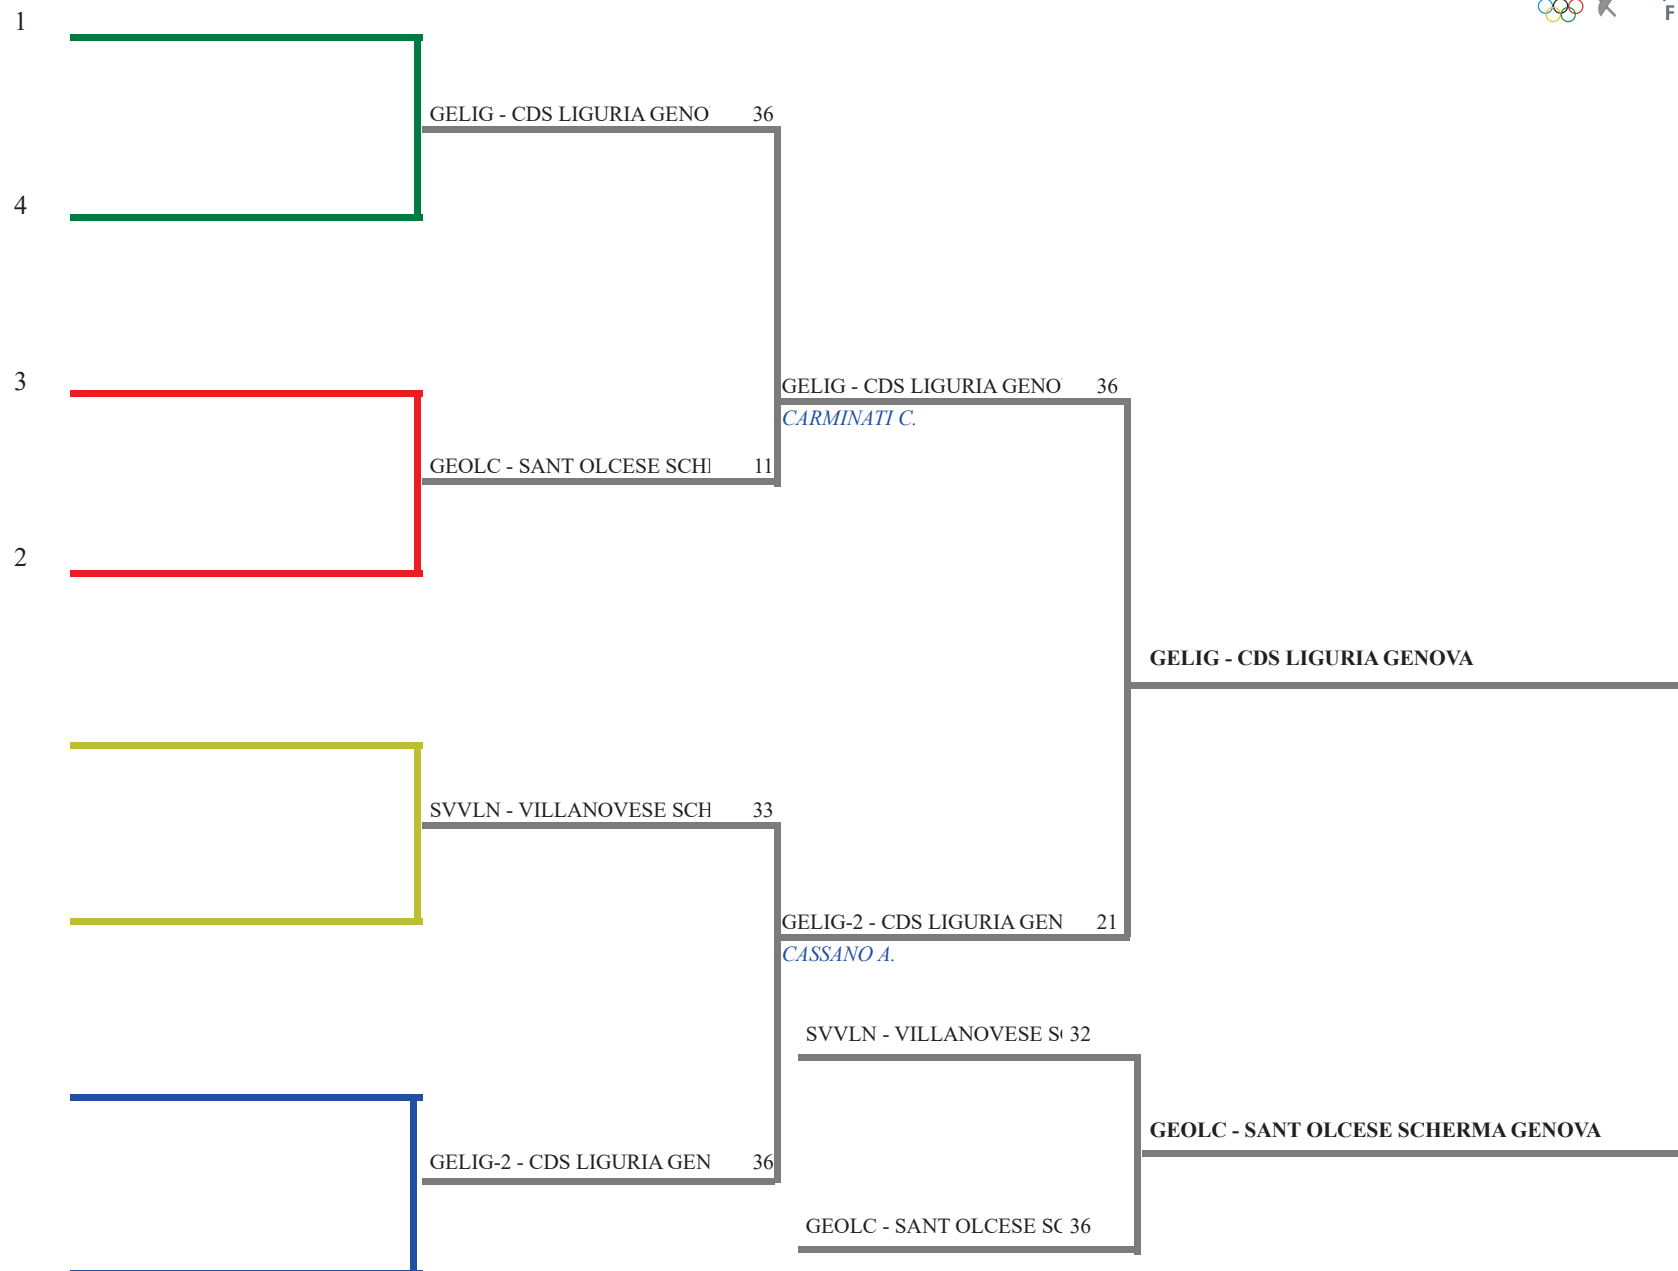 1
F
GELIG - CDS LIGURIA GENO 36
4
3
GELIG - CDS LIGURIA GENO 36
CARMINATI C.
GEOLC - SANT OLCESE SCH 11
2
GELIG - CDS LIGURIA GENOVA
SVVLN - VILLANOVESE SCH 33
GELIG-2 - CDS LIGURIA GEN 21
CASSANO A.
SVVLN - VILLANOVESE S 32
GEOLC - SANT OLCESE SCHERMA GENOVA
GELIG-2 - CDS LIGURIA GEN 36
GEOLC - SANT OLCESE SC 36